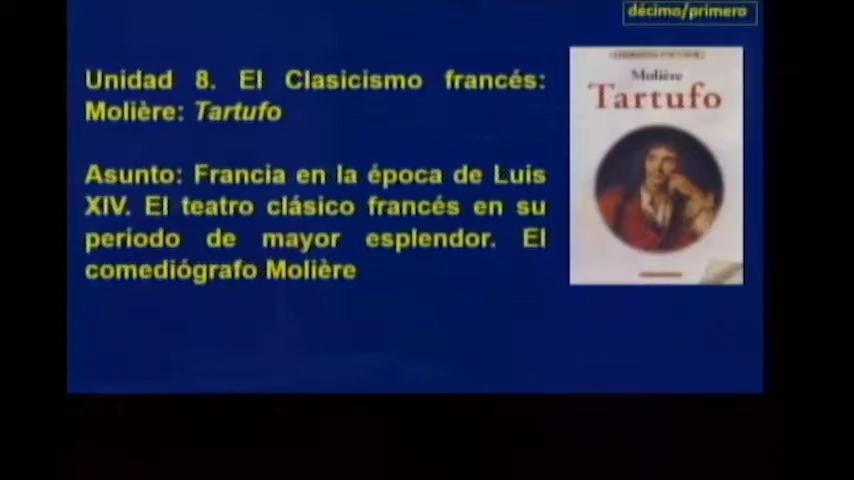 décimo/primero
Unidad 8. El Clasicismo francés:
Molière: Tartufo
Asunto: Francia en la época de Luis
XIV. El teatro clásico francés en su
período de mayor esplendor. El
comediógrafo Molière
Molière
Tartufo